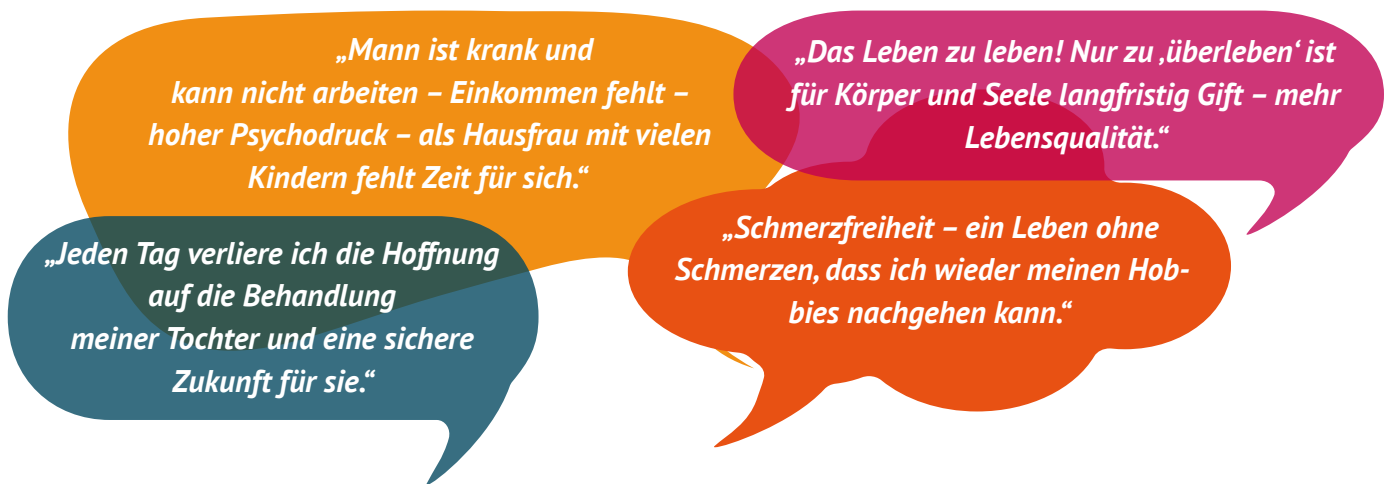 „Mann ist krank und
kann nicht arbeiten – Einkommen fehlt –
hoher Psychodruck – als Hausfrau mit vielen
Kindern fehlt Zeit für sich.“
„Das Leben zu leben! Nur zu ‚überleben‘ ist
für Körper und Seele langfristig Gift – mehr
Lebensqualität.“
„Jeden Tag verliere ich die Hoffnung
auf die Behandlung
meiner Tochter und eine sichere
Zukunft für sie.“
„Schmerzfreiheit – ein Leben ohne
Schmerzen, dass ich wieder meinen Hob-
bies nachgehen kann.“